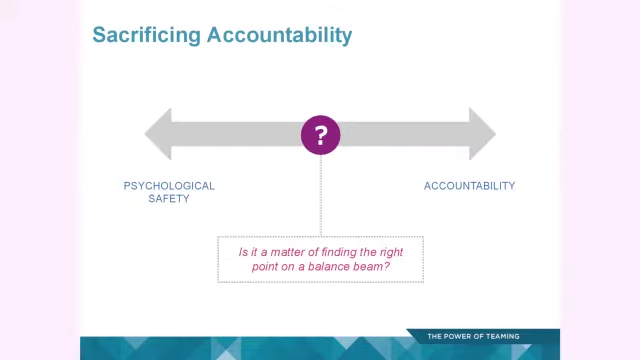 Sacrificing Accountability
?
PSYCHOLOGICAL
SAFETY
ACCOUNTABILITY
Is it a matter of finding the right
point on a balance beam?
THE POWER OF TEAMING